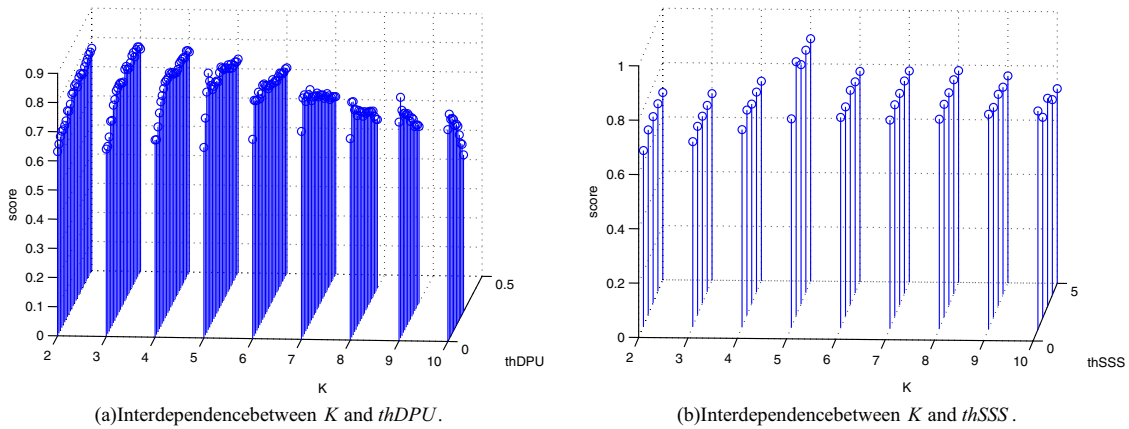 0.9
0.8
0.7
0.6
0.5
0.4
0.3
0.2
0.1
0
score
2 3 4 5 6 7 8 9 10
K
0
0.5
thDPU
(a)Interdependencebetween K and thDPU.
1
0.8
0.6
0.4
0.2
0
score
2 3 4 5 6 7 8 9 10
K
0
5
thSSS
(b)Interdependencebetween K and thSSS.